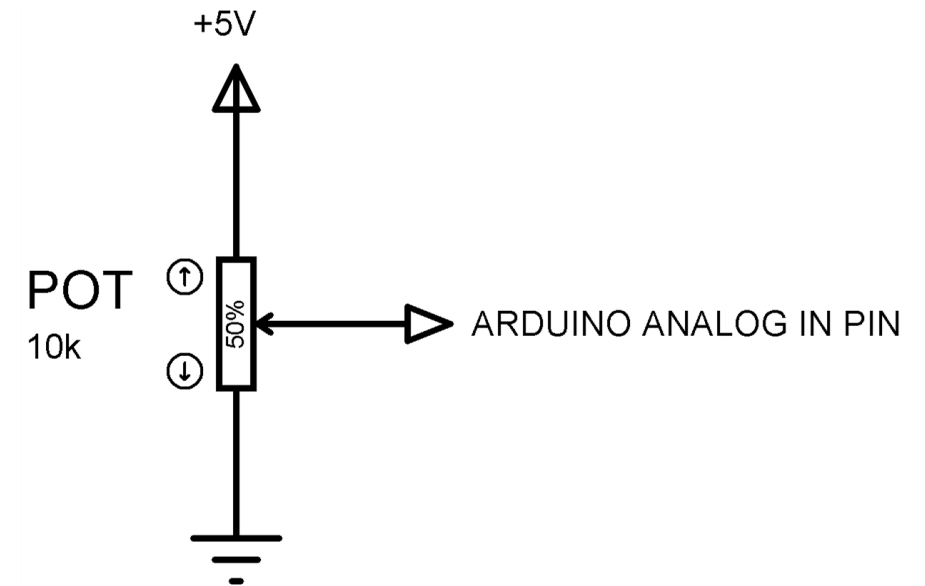 +5V
POT
10k
50%
ARDUINO ANALOG IN PIN